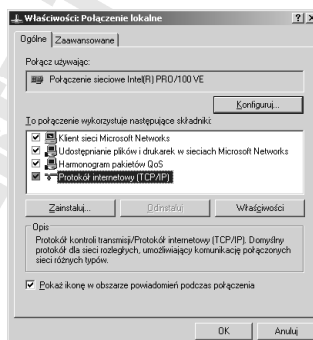 Właściwości: Połączenie lokalne
Ogólne Zaawansowane
Połącz używając:
Połączenie sieciowe Intel(R) PRO/100 VE
Konfiguruj...
To połączenie wykorzystuje następujące składniki:
Klient sieci Microsoft Networks
Udostępnianie plików i drukarek w sieciach Microsoft Networks
Harmonogram pakietów QoS
Protokół internetowy (TCP/IP)
Zainstaluj... Odinstaluj Właściwości
Opis
Protokół kontroli transmisji/Protokół internetowy (TCP/IP). Domyślny
protokół dla sieci rozległych, umożliwiający komunikację połączonych
sieci różnych typów.
Pokaż ikonę w obszarze powiadomień podczas połączenia
OK Anuluj